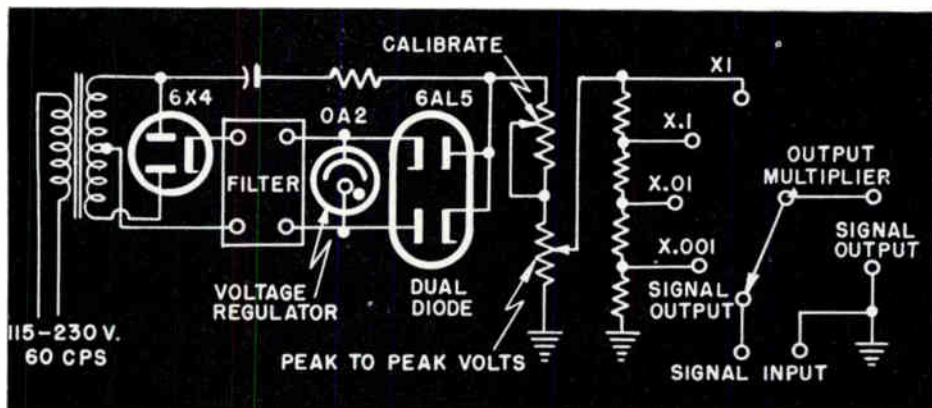 CALIBRATE
X1
6X4
0A2
6AL5
X.1
OUTPUT
MULTIPLIER
FILTER
X.01
SIGNAL
OUTPUT
X.001
VOLTAGE
REGULATOR
DUAL
DIODE
SIGNAL
OUTPUT
115-230 V.
60 CPS
PEAK TO PEAK VOLTS
SIGNAL INPUT